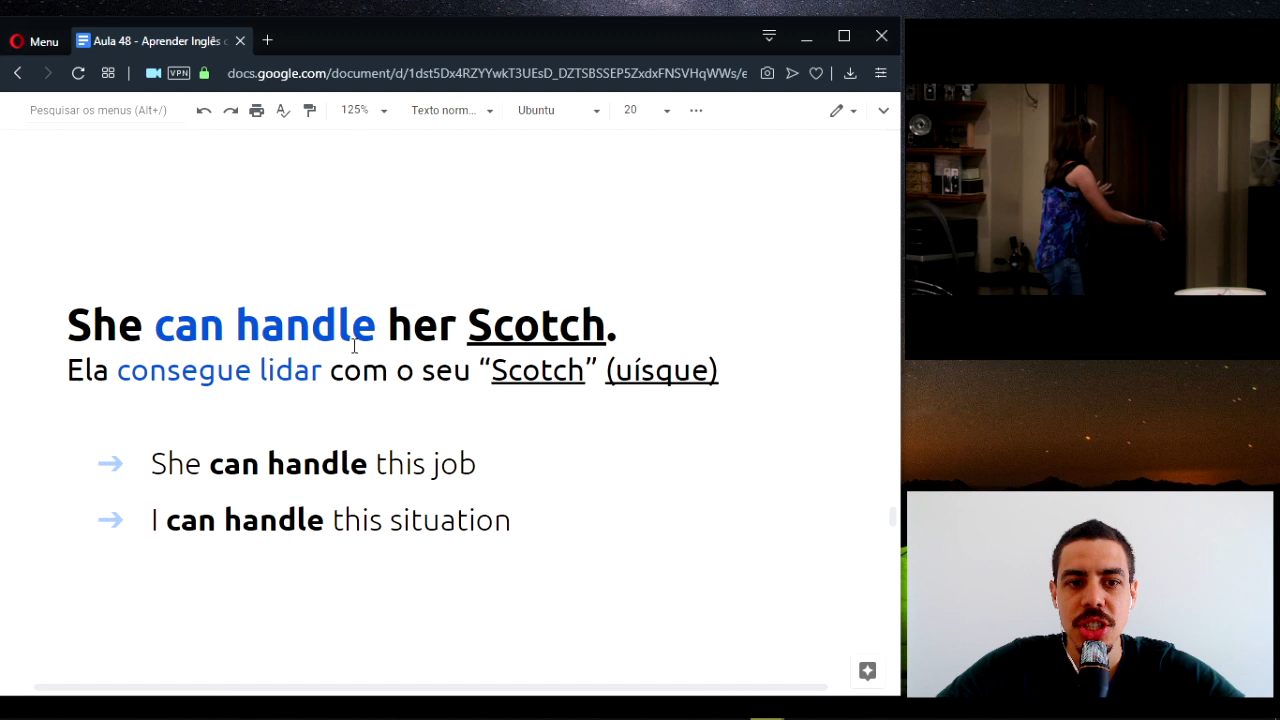 Menu
Aula 48 - Aprender Inglês
VPN
docs.google.com/document/d/1dst5Dx4RZYYwkT3UEsD_DZTSBSSEP5ZxdxFNSVHqWWs/e
Pesquisar os menus (Alt+/)
125%
Texto norm...
Ubuntu
20
She can handle her Scotch.
Ela consegue lidar com o seu “Scotch” (uísque)
➔ She can handle this job
➔ I can handle this situation